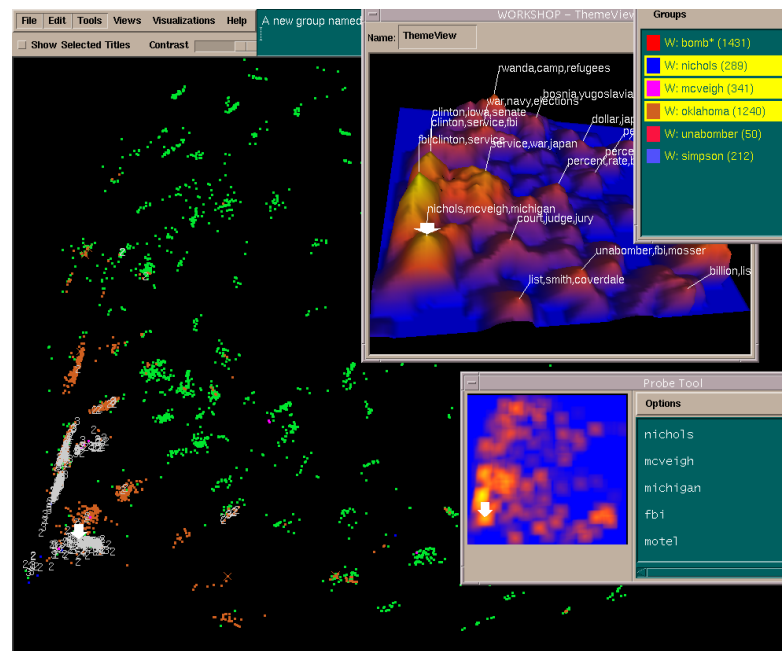 File Edit Tools Views Visualizations Help
Show Selected Titles Contrast
A new group named
WORKSHOP – ThemeView
Name: ThemeView
rwanda,camp,refugees
bosnia,yugoslavia
war,navy,elections
clinton,iowa,senate
clinton,service,fbi
dollar,jap
fbi,clinton,service
service,war,japan
percent,rate,b
nichols,mcveigh,michigan
court,judge,jury
unabomber,fbi,mosser
billion,lis
list,smith,coverdale
Groups
W: bomb* (1431)
W: nichols (289)
W: mcveigh (341)
W: oklahoma (1240)
W: unabomber (50)
W: simpson (212)
Probe Tool
Options
nichols
mcveigh
michigan
fbi
motel